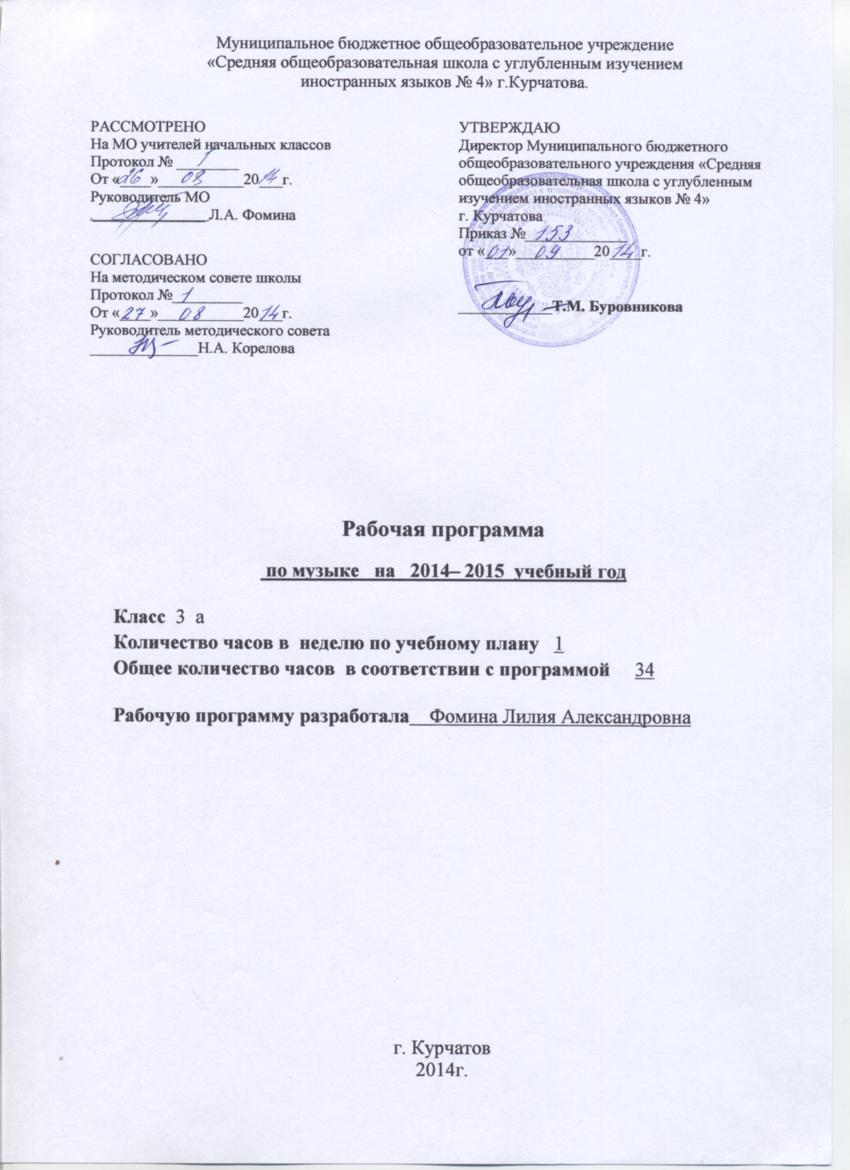 Муниципальное бюджетное общеобразовательное учреждение
«Средняя общеобразовательная школа с углубленным изучением
иностранных языков № 4» г.Курчатова.
РАССМОТРЕНО
На МО учителей начальных классов
Протокол № 1
От «26» 08 2014 г.
Руководитель МО
Л.А. Фомина
СОГЛАСОВАНО
На методическом совете школы
Протокол № 1
От «27» 08 2014 г.
Руководитель методического совета
Н.А. Корелова
УТВЕРЖДАЮ
Директор Муниципального бюджетного
общеобразовательного учреждения «Средняя
общеобразовательная школа с углубленным
изучением иностранных языков № 4»
г. Курчатова
Приказ № 153
от «01» 09 2014 г.
Т.М. Буровникова
Рабочая программа
по музыке на 2014– 2015 учебный год
Класс 3 а
Количество часов в неделю по учебному плану 1
Общее количество часов в соответствии с программой 34
Рабочую программу разработала Фомина Лилия Александровна
г. Курчатов
2014г.